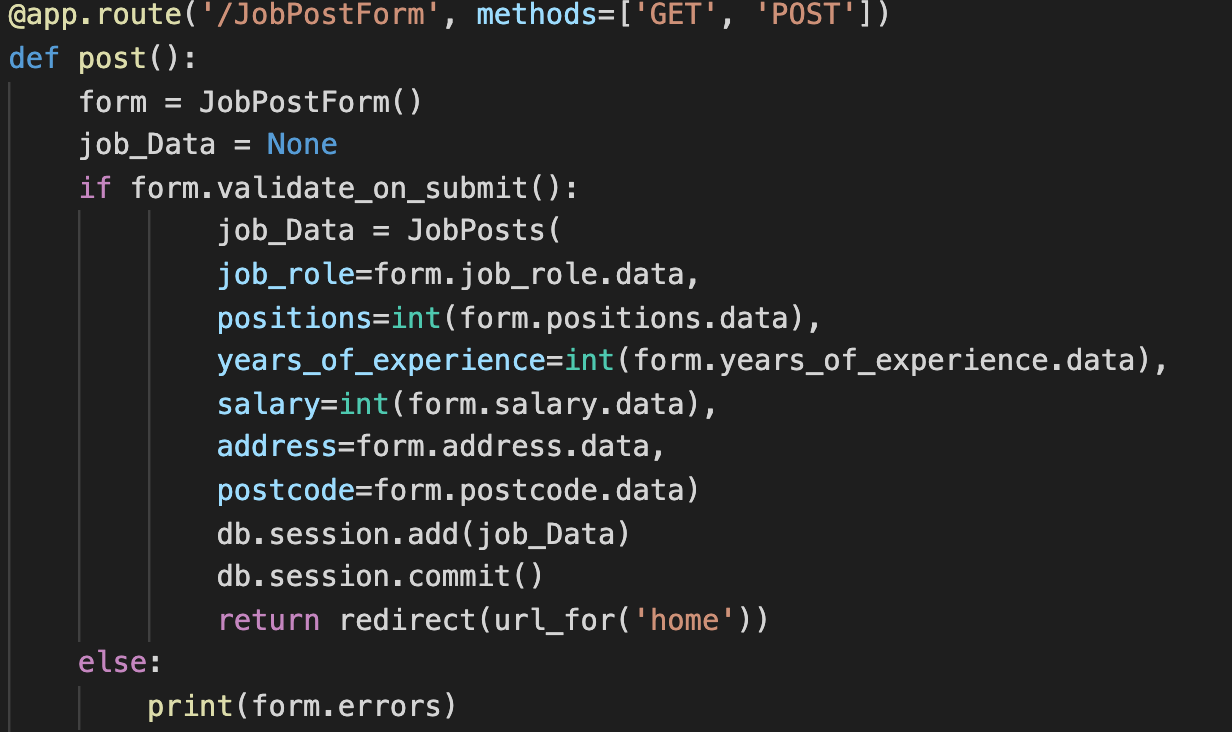 @app.route('/JobPostForm', methods=['GET', 'POST'])
def post():
    form = JobPostForm()
    job_Data = None
    if form.validate_on_submit():
            job_Data = JobPosts(
            job_role=form.job_role.data,
            positions=int(form.positions.data),
            years_of_experience=int(form.years_of_experience.data),
            salary=int(form.salary.data),
            address=form.address.data,
            postcode=form.postcode.data)
            db.session.add(job_Data)
            db.session.commit()
            return redirect(url_for('home'))
    else:
        print(form.errors)